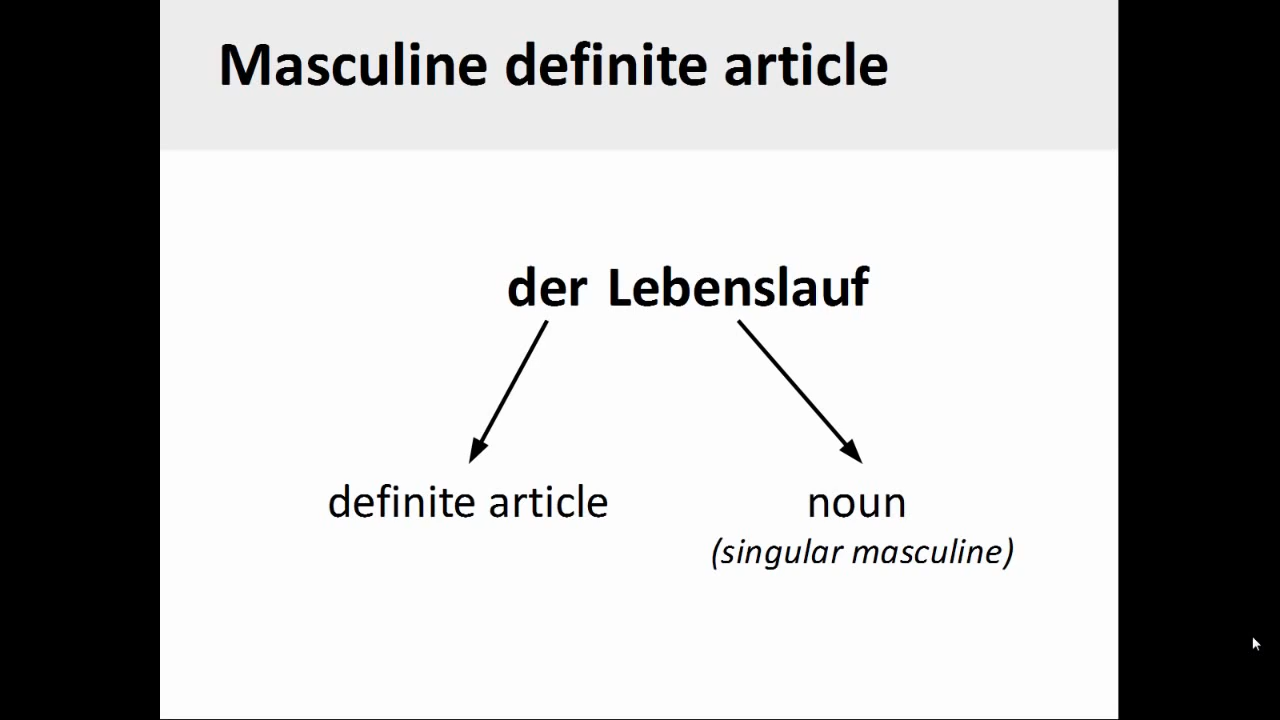 Masculine definite article
der Lebenslauf
definite article
noun
(singular masculine)